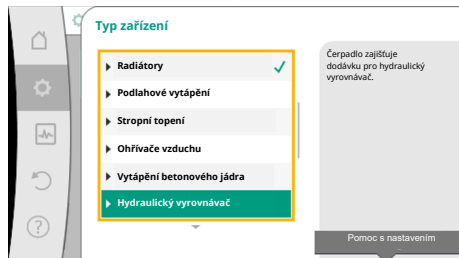 Typ zařízení
Radiátory
Podlahové vytápění
Stropní topení
Ohřívače vzduchu
Vytápění betonového jádra
Hydraulický vyrovnávač
Čerpadlo zajišťuje
dodávku pro hydraulický
vyrovnávač.
Pomoc s nastavením